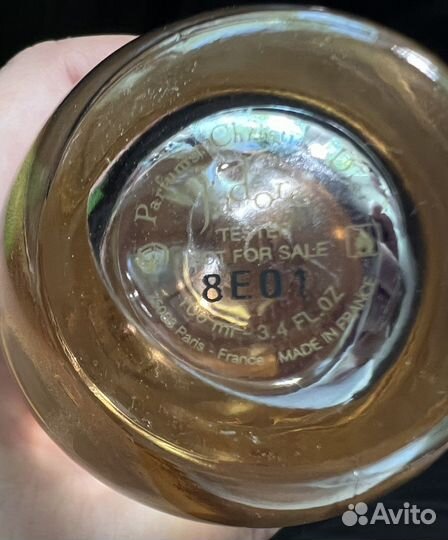 Parfums Christian
J'adore
TESTER
NOT FOR SALE
8E01
100 ml - 3.4 FL.OZ
Paris - France MADE IN FRANCE
Avito